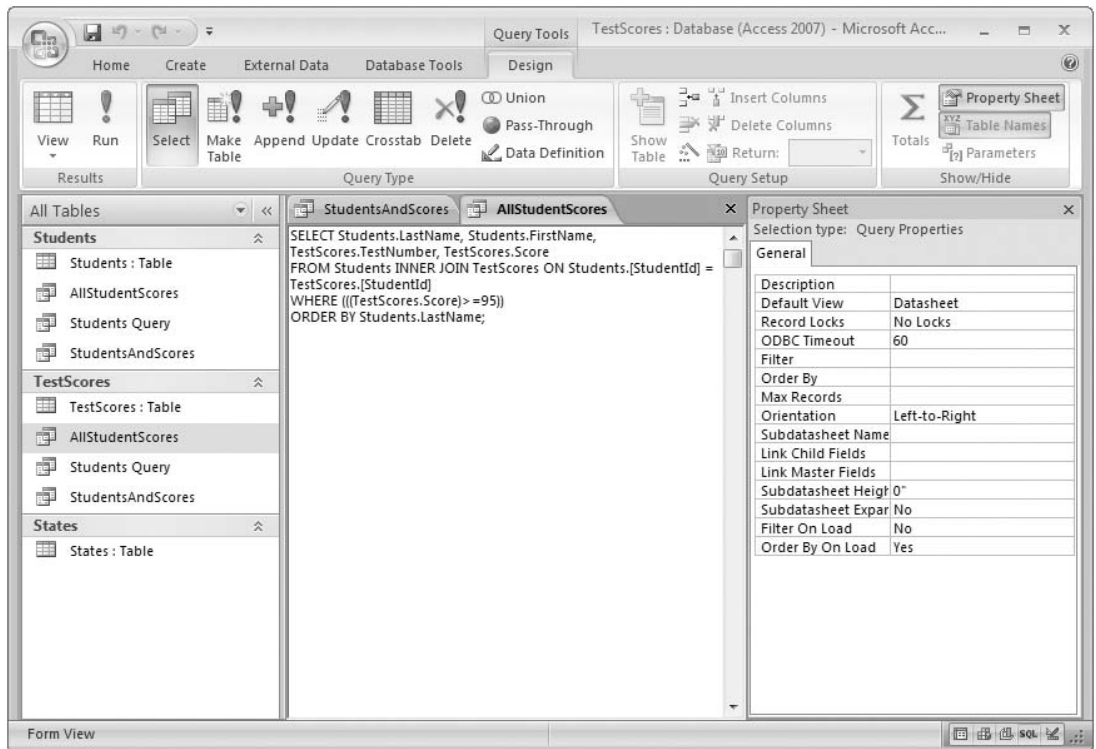 Query Tools
TestScores : Database (Access 2007) - Microsoft Acc...
Home Create External Data Database Tools Design
View
Run
Results
Select
Make Table
Append
Update
Crosstab
Delete
Union
Pass-Through
Data Definition
Query Type
Show Table
Insert Columns
Delete Columns
Return:
Query Setup
Totals
Property Sheet
XYZ Table Names
Parameters
Show/Hide
All Tables
Students
Students : Table
AllStudentScores
Students Query
StudentsAndScores
TestScores
TestScores : Table
AllStudentScores
Students Query
StudentsAndScores
States
States : Table
StudentsAndScores AllStudentScores
SELECT Students.LastName, Students.FirstName,
TestScores.TestNumber, TestScores.Score
FROM Students INNER JOIN TestScores ON Students.[StudentId] =
TestScores.[StudentId]
WHERE (((TestScores.Score)>=95))
ORDER BY Students.LastName;
Property Sheet
Selection type: Query Properties
General
Description
Default View Datasheet
Record Locks No Locks
ODBC Timeout 60
Filter
Order By
Max Records
Orientation Left-to-Right
Subdatasheet Name
Link Child Fields
Link Master Fields
Subdatasheet Heigh 0"
Subdatasheet Expar No
Filter On Load No
Order By On Load Yes
Form View
SQL